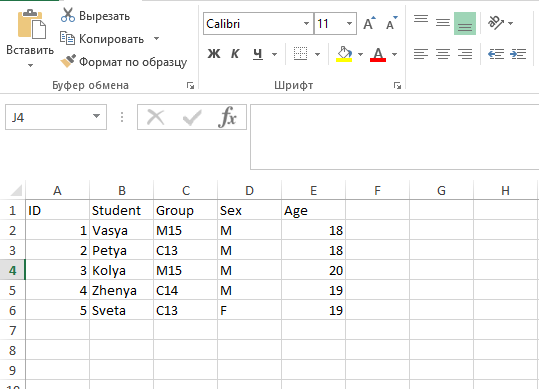 Вырезать
Calibri 11 A A
Вставить
Копировать
Формат по образцу
Ж К Ч А
Буфер обмена Шрифт
J4
A B C D E F G H
1 ID Student Group Sex Age
2 1 Vasya M15 M 18
3 2 Petya C13 M 18
4 3 Kolya M15 M 20
5 4 Zhenya C14 M 19
6 5 Sveta C13 F 19
7
8
9
10